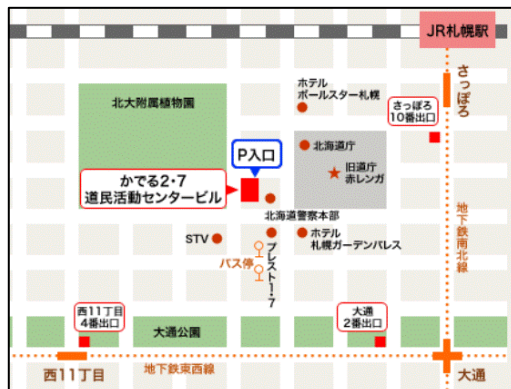 JR札幌駅
さっぽろ
ホテル
ポールスター札幌
北大附属植物園
さっぽろ
10番出口
P入口
北海道庁
旧道庁
赤レンガ
かでる2・7
道民活動センタービル
北海道警察本部
地下鉄南北線
STV
ホテル
札幌ガーデンパレス
バス停
プレスト1・7
西11丁目
4番出口
大通公園
大通
2番出口
西11丁目
地下鉄東西線
大通